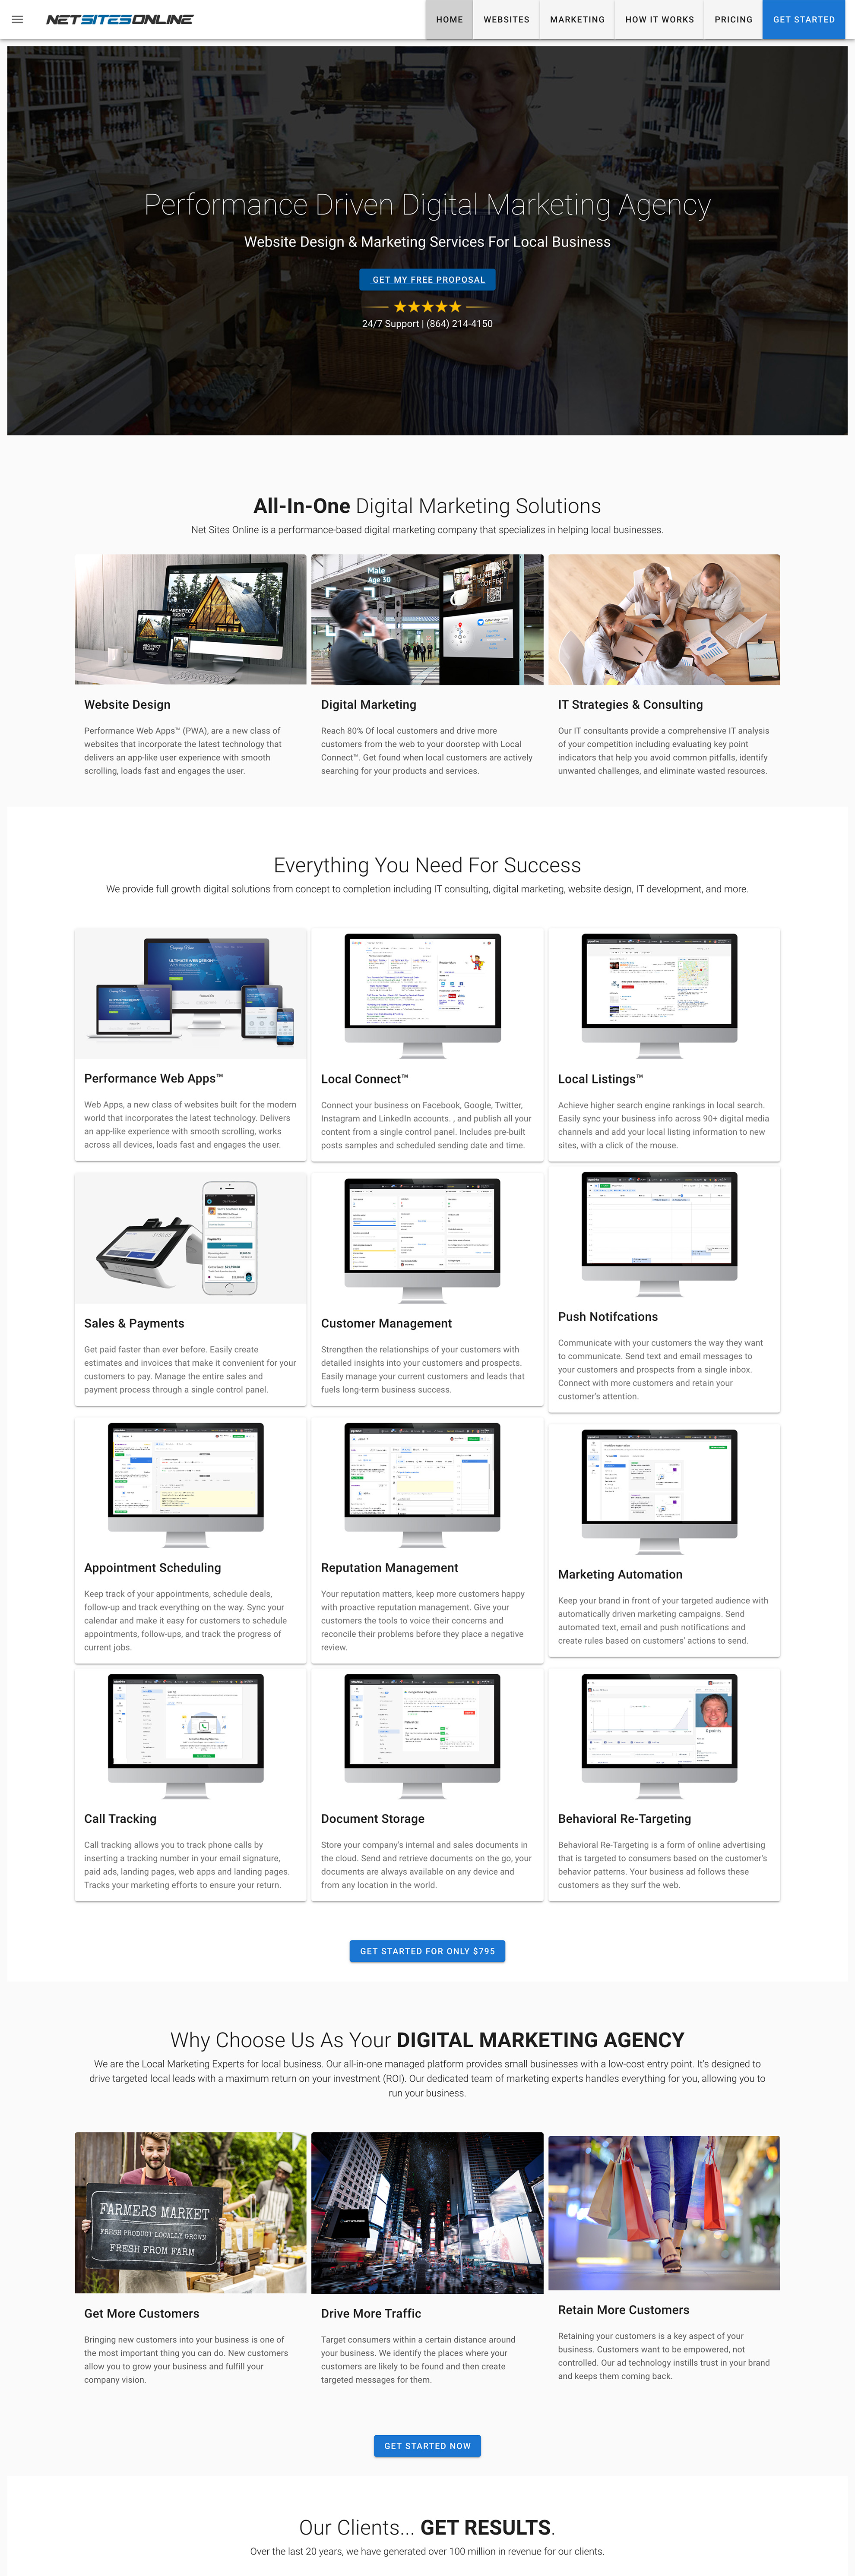 NETSITESONLINE
HOME WEBSITES MARKETING HOW IT WORKS PRICING GET STARTED
Performance Driven Digital Marketing Agency
Website Design & Marketing Services For Local Business
GET MY FREE PROPOSAL
24/7 Support | (864) 214-4150
All-In-One Digital Marketing Solutions
Net Sites Online is a performance-based digital marketing company that specializes in helping local businesses.
Male
Age 30
COFFEE
Website Design
Performance Web Apps™ (PWA), are a new class of
websites that incorporate the latest technology that
delivers an app-like user experience with smooth
scrolling, loads fast and engages the user.
Digital Marketing
Reach 80% Of local customers and drive more
customers from the web to your doorstep with Local
Connect™. Get found when local customers are actively
searching for your products and services.
IT Strategies & Consulting
Our IT consultants provide a comprehensive IT analysis
of your competition including evaluating key point
indicators that help you avoid common pitfalls, identify
unwanted challenges, and eliminate wasted resources.
Everything You Need For Success
We provide full growth digital solutions from concept to completion including IT consulting, digital marketing, website design, IT development, and more.
Performance Web Apps™
Web Apps, a new class of websites built for the modern
world that incorporates the latest technology. Delivers
an app-like experience with smooth scrolling, works
across all devices, loads fast and engages the user.
Local Connect™
Connect your business on Facebook, Google, Twitter,
Instagram and LinkedIn accounts. , and publish all your
content from a single control panel. Includes pre-built
posts samples and scheduled sending date and time.
Local Listings™
Achieve higher search engine rankings in local search.
Easily sync your business info across 90+ digital media
channels and add your local listing information to new
sites, with a click of the mouse.
Sales & Payments
Get paid faster than ever before. Easily create
estimates and invoices that make it convenient for your
customers to pay. Manage the entire sales and
payment process through a single control panel.
Customer Management
Strengthen the relationships of your customers with
detailed insights into your customers and prospects.
Easily manage your current customers and leads that
fuels long-term business success.
Push Notifcations
Communicate with your customers the way they want
to communicate. Send text and email messages to
your customers and prospects from a single inbox.
Connect with more customers and retain your
customer's attention.
Appointment Scheduling
Keep track of your appointments, schedule deals,
follow-up and track everything on the way. Sync your
calendar and make it easy for customers to schedule
appointments, follow-ups, and track the progress of
current jobs.
Reputation Management
Your reputation matters, keep more customers happy
with proactive reputation management. Give your
customers the tools to voice their concerns and
reconcile their problems before they place a negative
review.
Marketing Automation
Keep your brand in front of your targeted audience with
automatically driven marketing campaigns. Send
automated text, email and push notifications and
create rules based on customers' actions to send.
Call Tracking
Call tracking allows you to track phone calls by
inserting a tracking number in your email signature,
paid ads, landing pages, web apps and landing pages.
Tracks your marketing efforts to ensure your return.
Document Storage
Store your company's internal and sales documents in
the cloud. Send and retrieve documents on the go, your
documents are always available on any device and
from any location in the world.
Behavioral Re-Targeting
Behavioral Re-Targeting is a form of online advertising
that is targeted to consumers based on the customer's
behavior patterns. Your business ad follows these
customers as they surf the web.
GET STARTED FOR ONLY $795
Why Choose Us As Your DIGITAL MARKETING AGENCY
We are the Local Marketing Experts for local business. Our all-in-one managed platform provides small businesses with a low-cost entry point. It's designed to
drive targeted local leads with a maximum return on your investment (ROI). Our dedicated team of marketing experts handles everything for you, allowing you to
run your business.
FARMERS MARKET
FRESH PRODUCT LOCALLY GROWN
FRESH FROM FARM
Get More Customers
Bringing new customers into your business is one of
the most important thing you can do. New customers
allow you to grow your business and fulfill your
company vision.
Drive More Traffic
Target consumers within a certain distance around
your business. We identify the places where your
customers are likely to be found and then create
targeted messages for them.
Retain More Customers
Retaining your customers is a key aspect of your
business. Customers want to be empowered, not
controlled. Our ad technology instills trust in your brand
and keeps them coming back.
GET STARTED NOW
Our Clients... GET RESULTS.
Over the last 20 years, we have generated over 100 million in revenue for our clients.